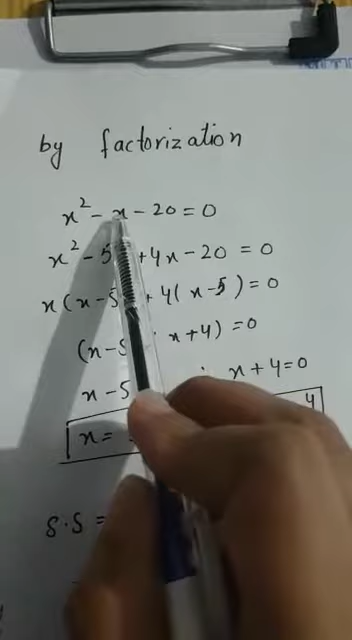 by factorization
x² - x - 20 = 0
x² - 5 + 4x - 20 = 0
x(x - 5 + 4(x - 5) = 0
(x - 5 x + 4) = 0
x - 5 x + 4 = 0
x = 4
S.S =